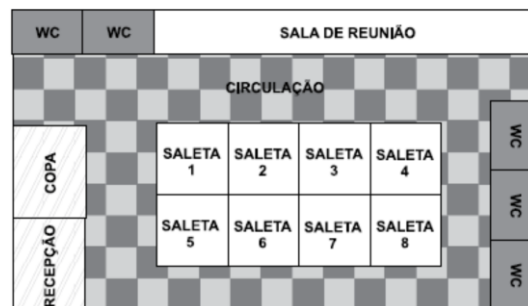 WC
WC
SALA DE REUNIÃO
CIRCULAÇÃO
COPA
SALETA
1
SALETA
2
SALETA
3
SALETA
4
WC
WC
RECEPÇÃO
SALETA
5
SALETA
6
SALETA
7
SALETA
8
WC